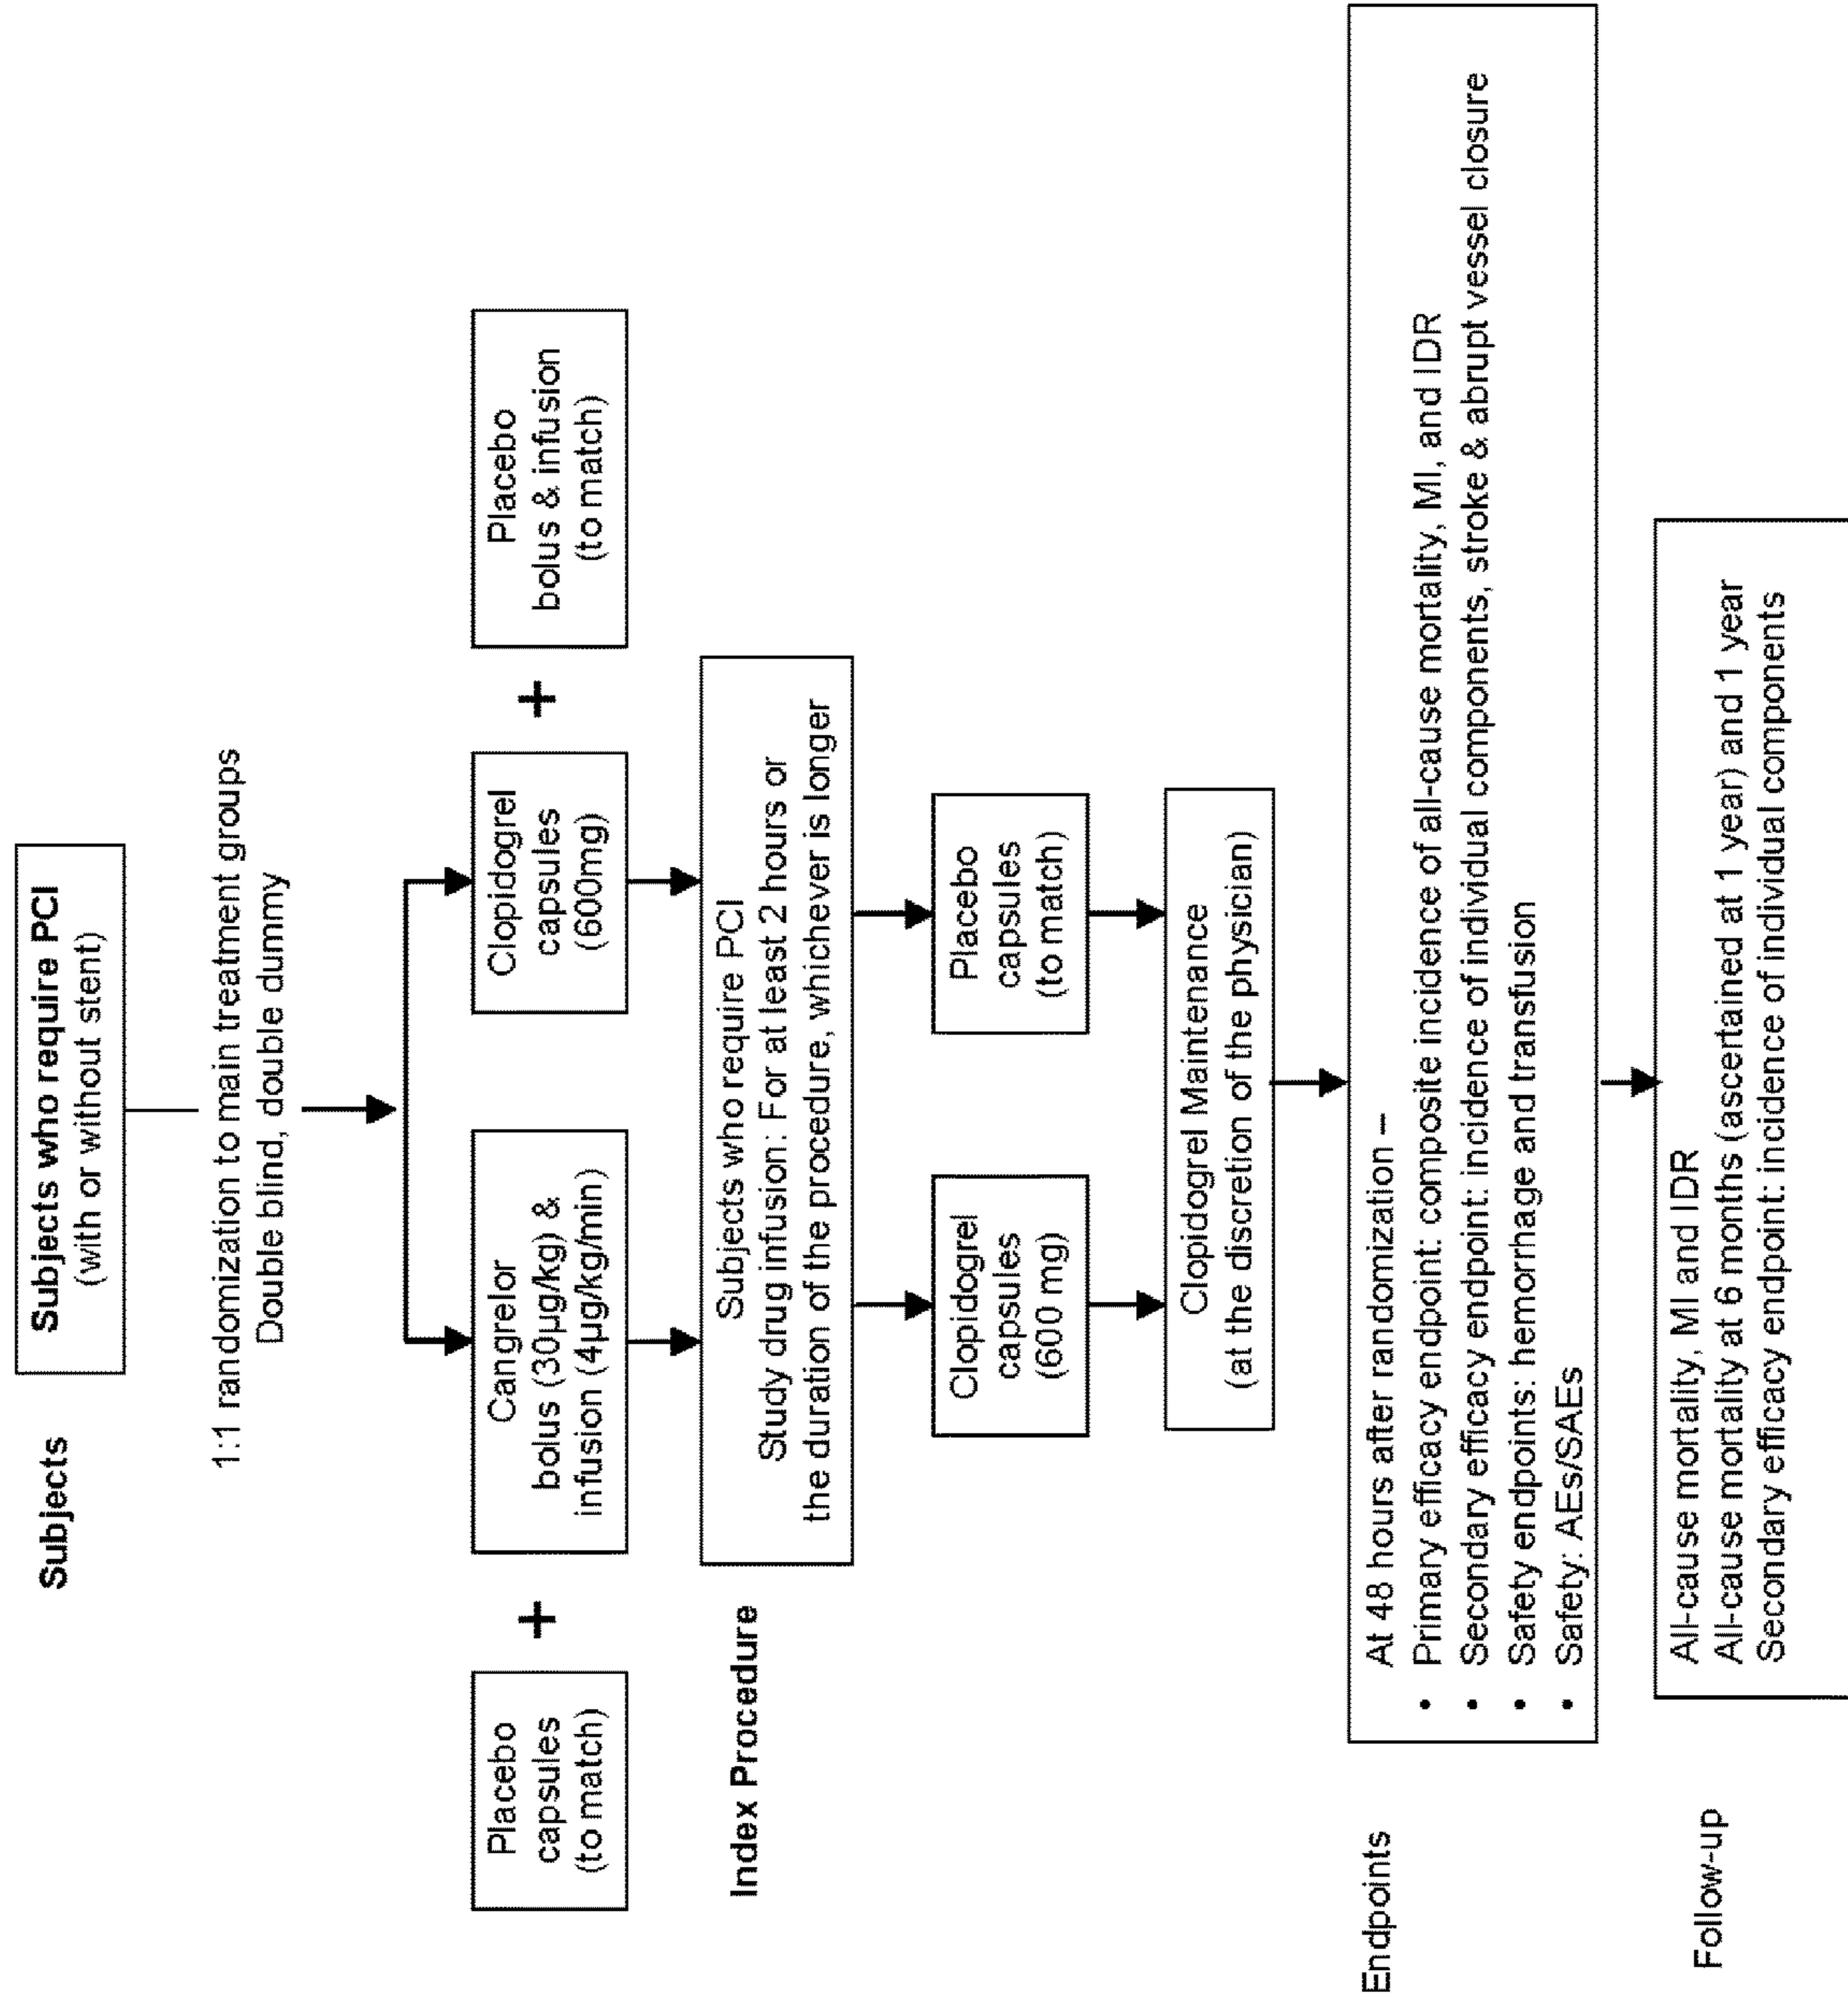 Subjects
Subjects who require PCI
(with or without stent)
1:1 randomization to main treatment groups
Double blind, double dummy
Placebo
capsules
(to match)
+
Cangrelor
bolus (30µg/kg) &
infusion (4µg/kg/min)
Clopidogrel
capsules
(600mg)
+
Placebo
bolus & infusion
(to match)
Index Procedure
Subjects who require PCI
Study drug infusion: For at least 2 hours or
the duration of the procedure, whichever is longer
Clopidogrel
capsules
(600 mg)
Placebo
capsules
(to match)
Clopidogrel Maintenance
(at the discretion of the physician)
Endpoints
At 48 hours after randomization –
• Primary efficacy endpoint: composite incidence of all-cause mortality, MI, and IDR
• Secondary efficacy endpoint: incidence of individual components, stroke & abrupt vessel closure
• Safety endpoints: hemorrhage and transfusion
• Safety: AEs/SAEs
Follow-up
All-cause mortality, MI and IDR
All-cause mortality at 6 months (ascertained at 1 year) and 1 year
Secondary efficacy endpoint: incidence of individual components